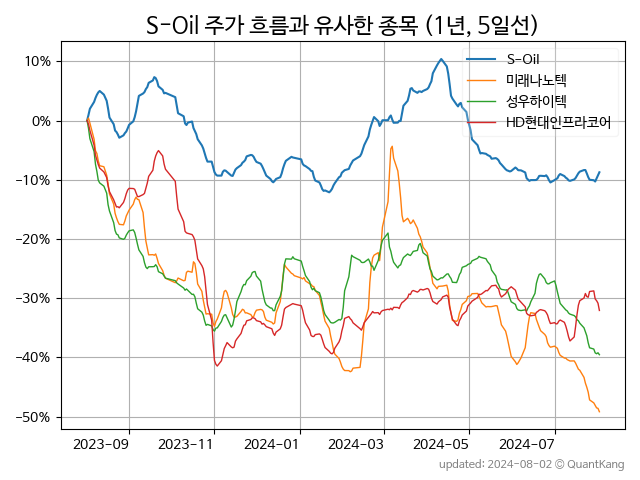 S-Oil 주가 흐름과 유사한 종목 (1년, 5일선)
S-Oil
미래나노텍
성우하이텍
HD현대인프라코어
10%
0%
−10%
−20%
−30%
−40%
−50%
2023-09
2023-11
2024-01
2024-03
2024-05
2024-07
updated: 2024-08-02 © QuantKang